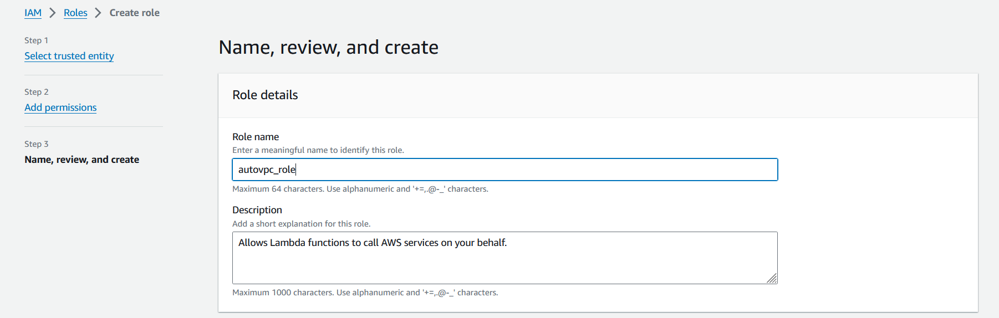 IAM > Roles > Create role
Step 1
Select trusted entity
Step 2
Add permissions
Step 3
Name, review, and create
Name, review, and create
Role details
Role name
Enter a meaningful name to identify this role.
autovpc_role
Maximum 64 characters. Use alphanumeric and '+=,.@-_' characters.
Description
Add a short explanation for this role.
Allows Lambda functions to call AWS services on your behalf.
Maximum 1000 characters. Use alphanumeric and '+=,.@-_' characters.